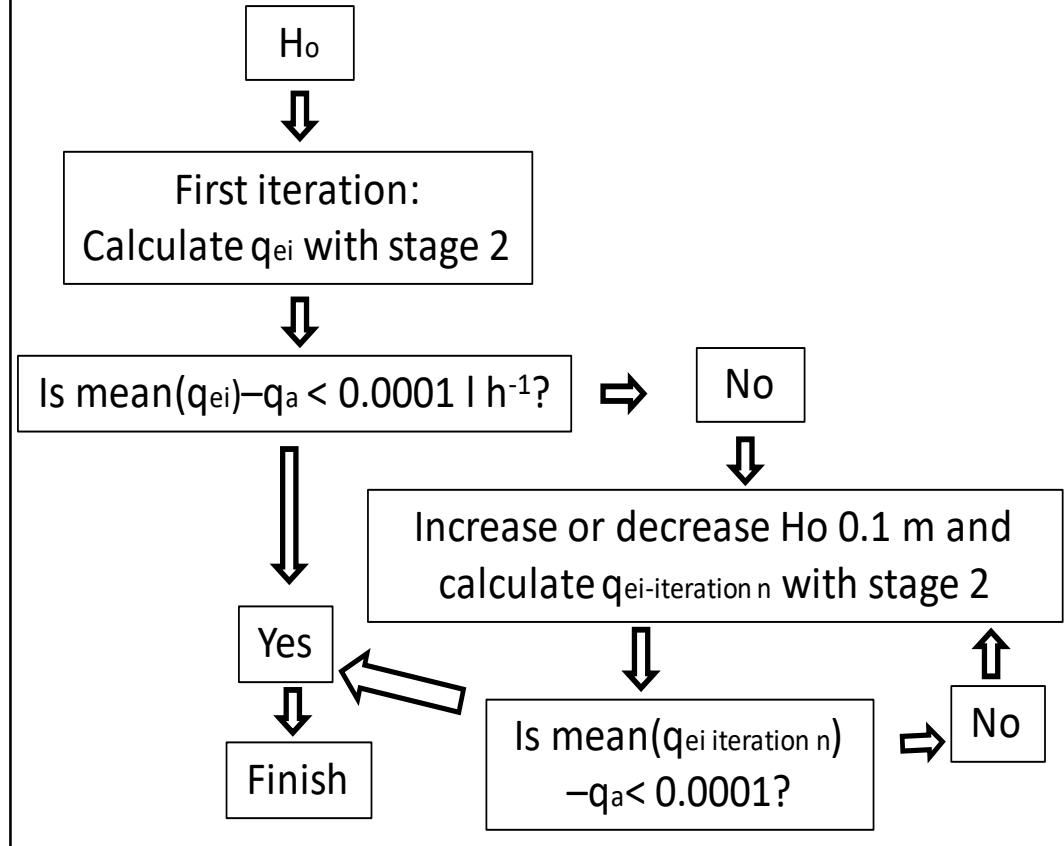 Ho
First iteration:
Calculate qei with stage 2
Is mean(qei)–qa < 0.0001 l h-1?
No
Increase or decrease Ho 0.1 m and
calculate qei-iteration n with stage 2
Yes
Is mean(qei iteration n)
–qa< 0.0001?
No
Finish